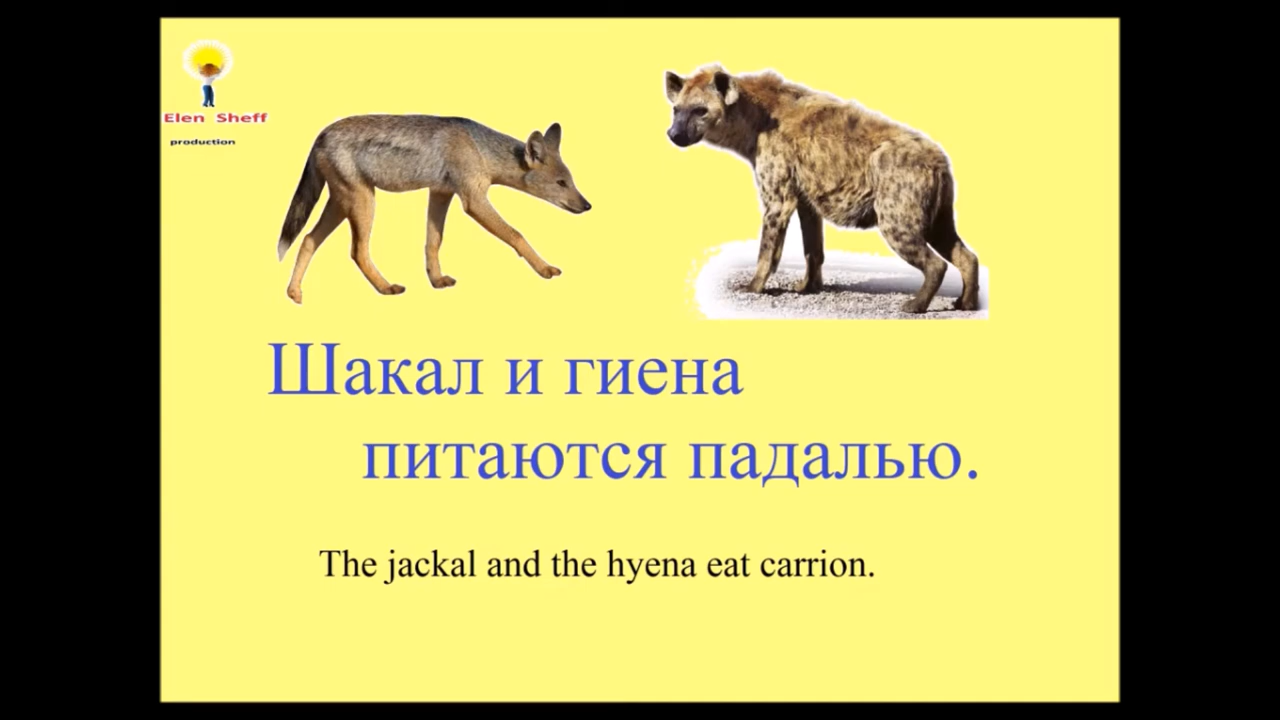 Elen Sheff
production
Шакал и гиена
питаются падалью.
The jackal and the hyena eat carrion.